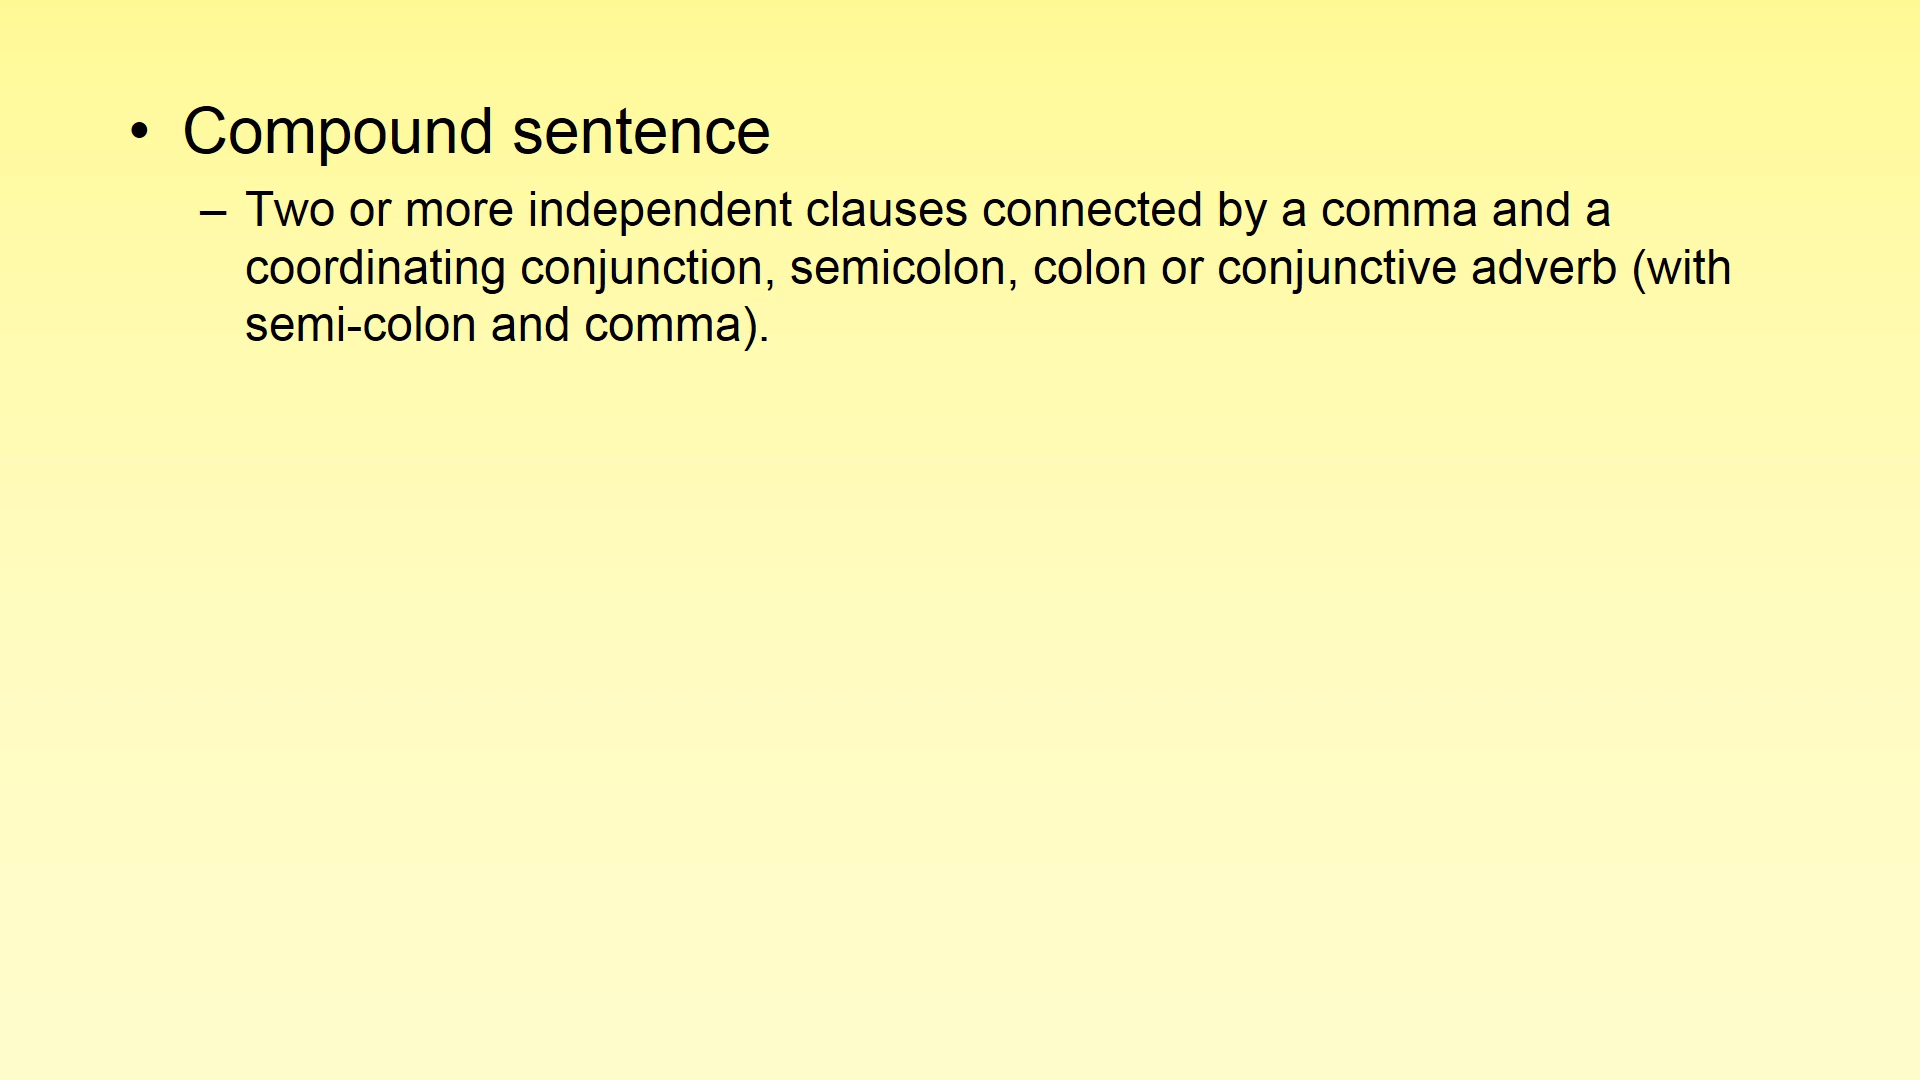 • Compound sentence
– Two or more independent clauses connected by a comma and a
coordinating conjunction, semicolon, colon or conjunctive adverb (with
semi-colon and comma).